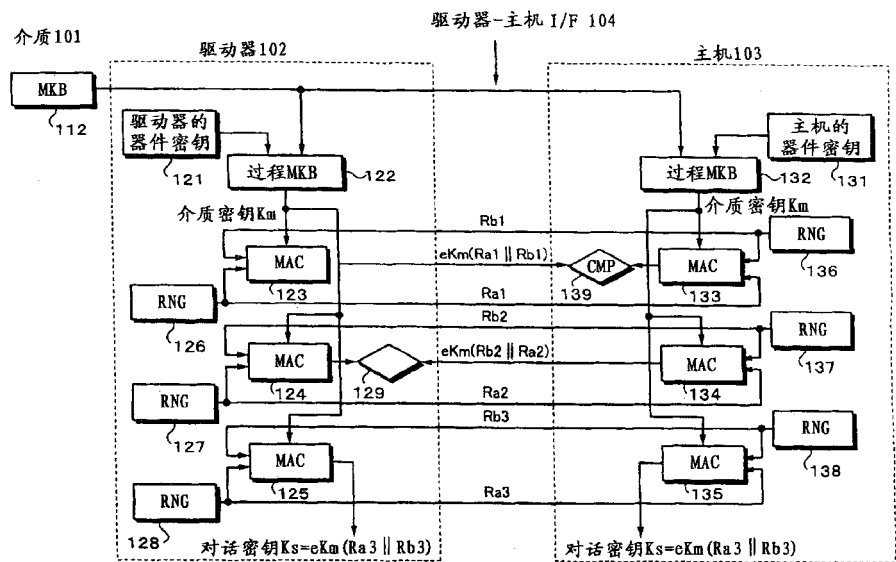 驱动器-主机 I/F 104
介质101
驱动器102
主机103
MKB
112
驱动器的
器件密钥
121
过程MKB
122
主机的
器件密钥
131
过程MKB
132
介质密钥Km
介质密钥Km
Rb1
RNG
136
MAC
123
eKm(Ra1 || Rb1)
CMP
139
MAC
133
RNG
126
Ra1
Rb2
RNG
137
MAC
124
129
eKm(Rb2 || Ra2)
MAC
134
RNG
127
Ra2
Rb3
RNG
138
MAC
125
MAC
135
RNG
128
Ra3
对话密钥Ks=eKm(Ra3 || Rb3)
对话密钥Ks=eKm(Ra3 || Rb3)